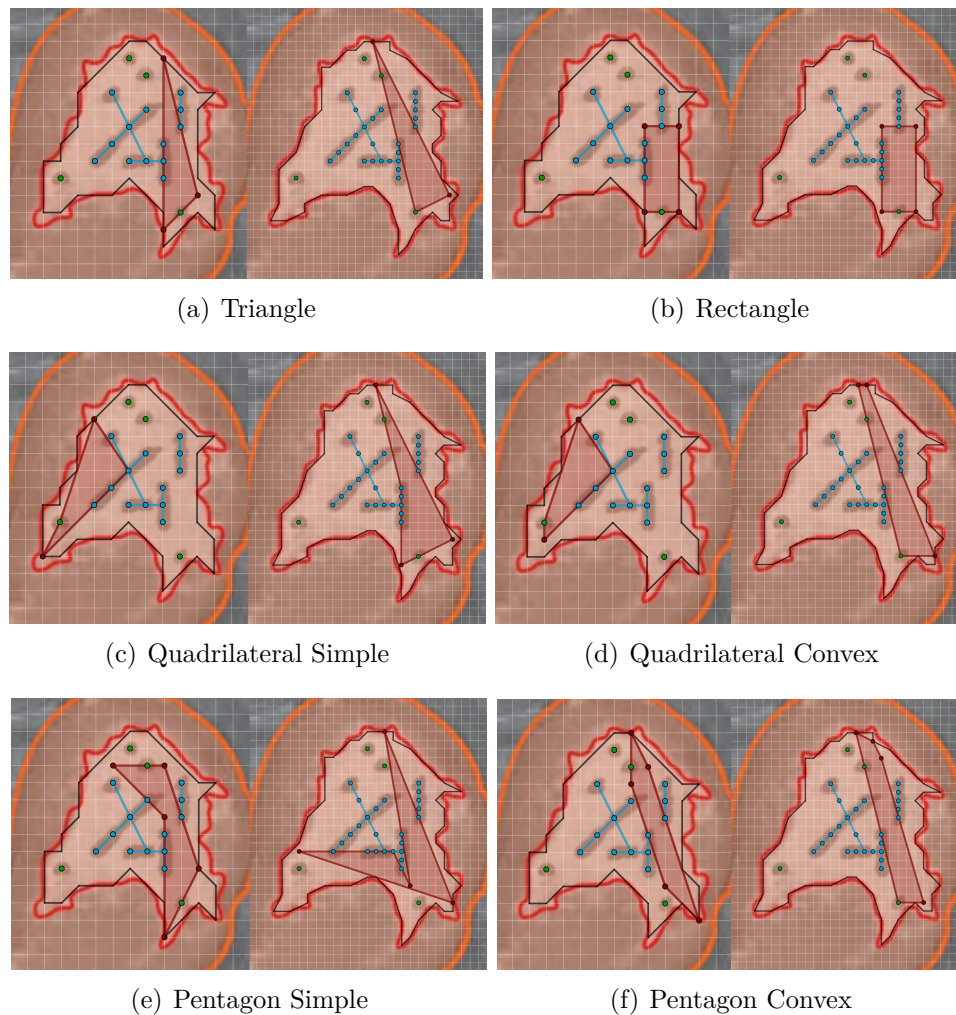 (a) Triangle
(b) Rectangle
(c) Quadrilateral Simple
(d) Quadrilateral Convex
(e) Pentagon Simple
(f) Pentagon Convex